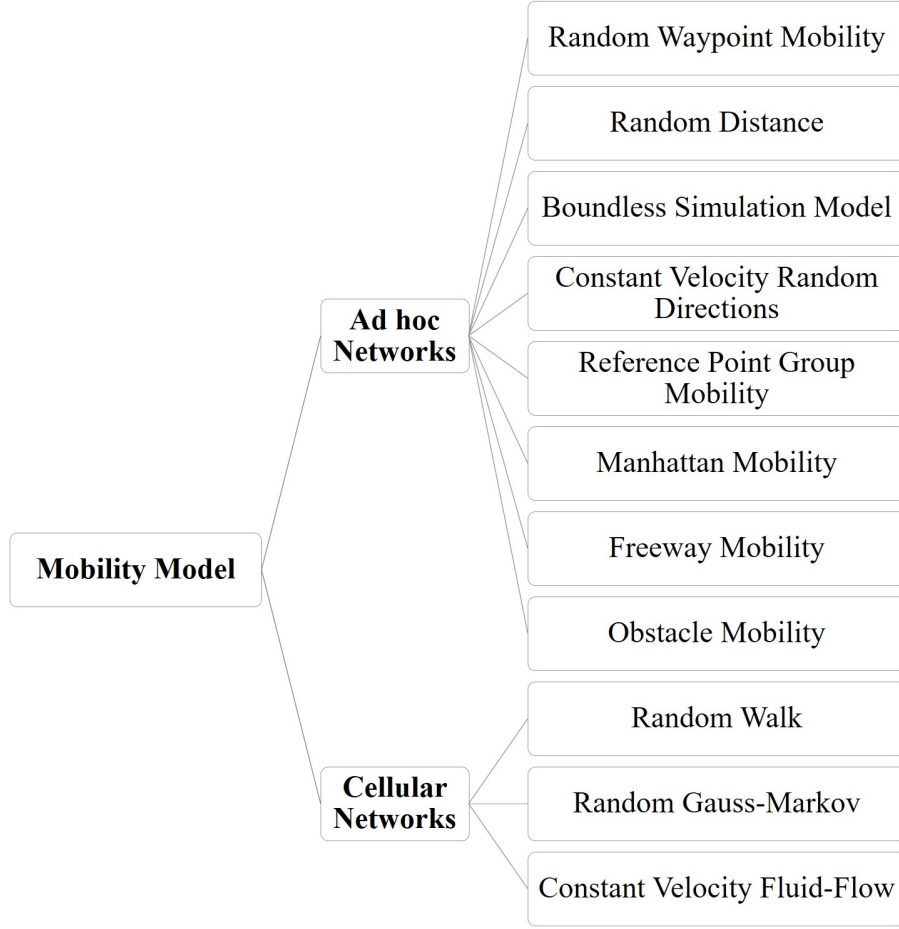 Random Waypoint Mobility
Random Distance
Boundless Simulation Model
Constant Velocity Random
Directions
Ad hoc
Networks
Reference Point Group
Mobility
Manhattan Mobility
Freeway Mobility
Mobility Model
Obstacle Mobility
Random Walk
Cellular
Networks
Random Gauss-Markov
Constant Velocity Fluid-Flow